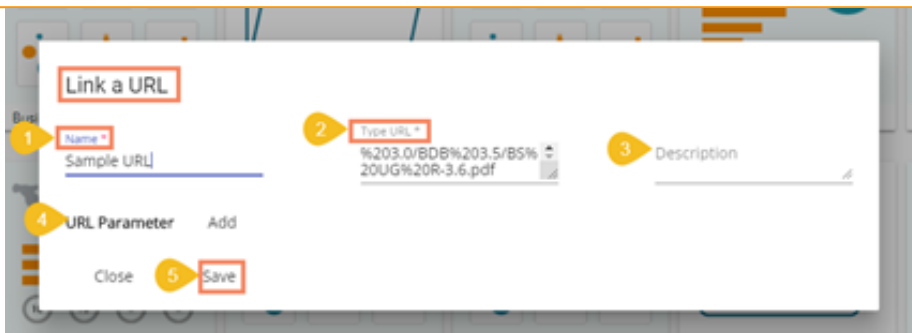 Link a URL
Busi
1 Name *
Sample URL
2 Type URL *
%203.0/BDB%203.5/BS%
20UG%20R-3.6.pdf
3 Description
4 URL Parameter Add
Close 5 Save